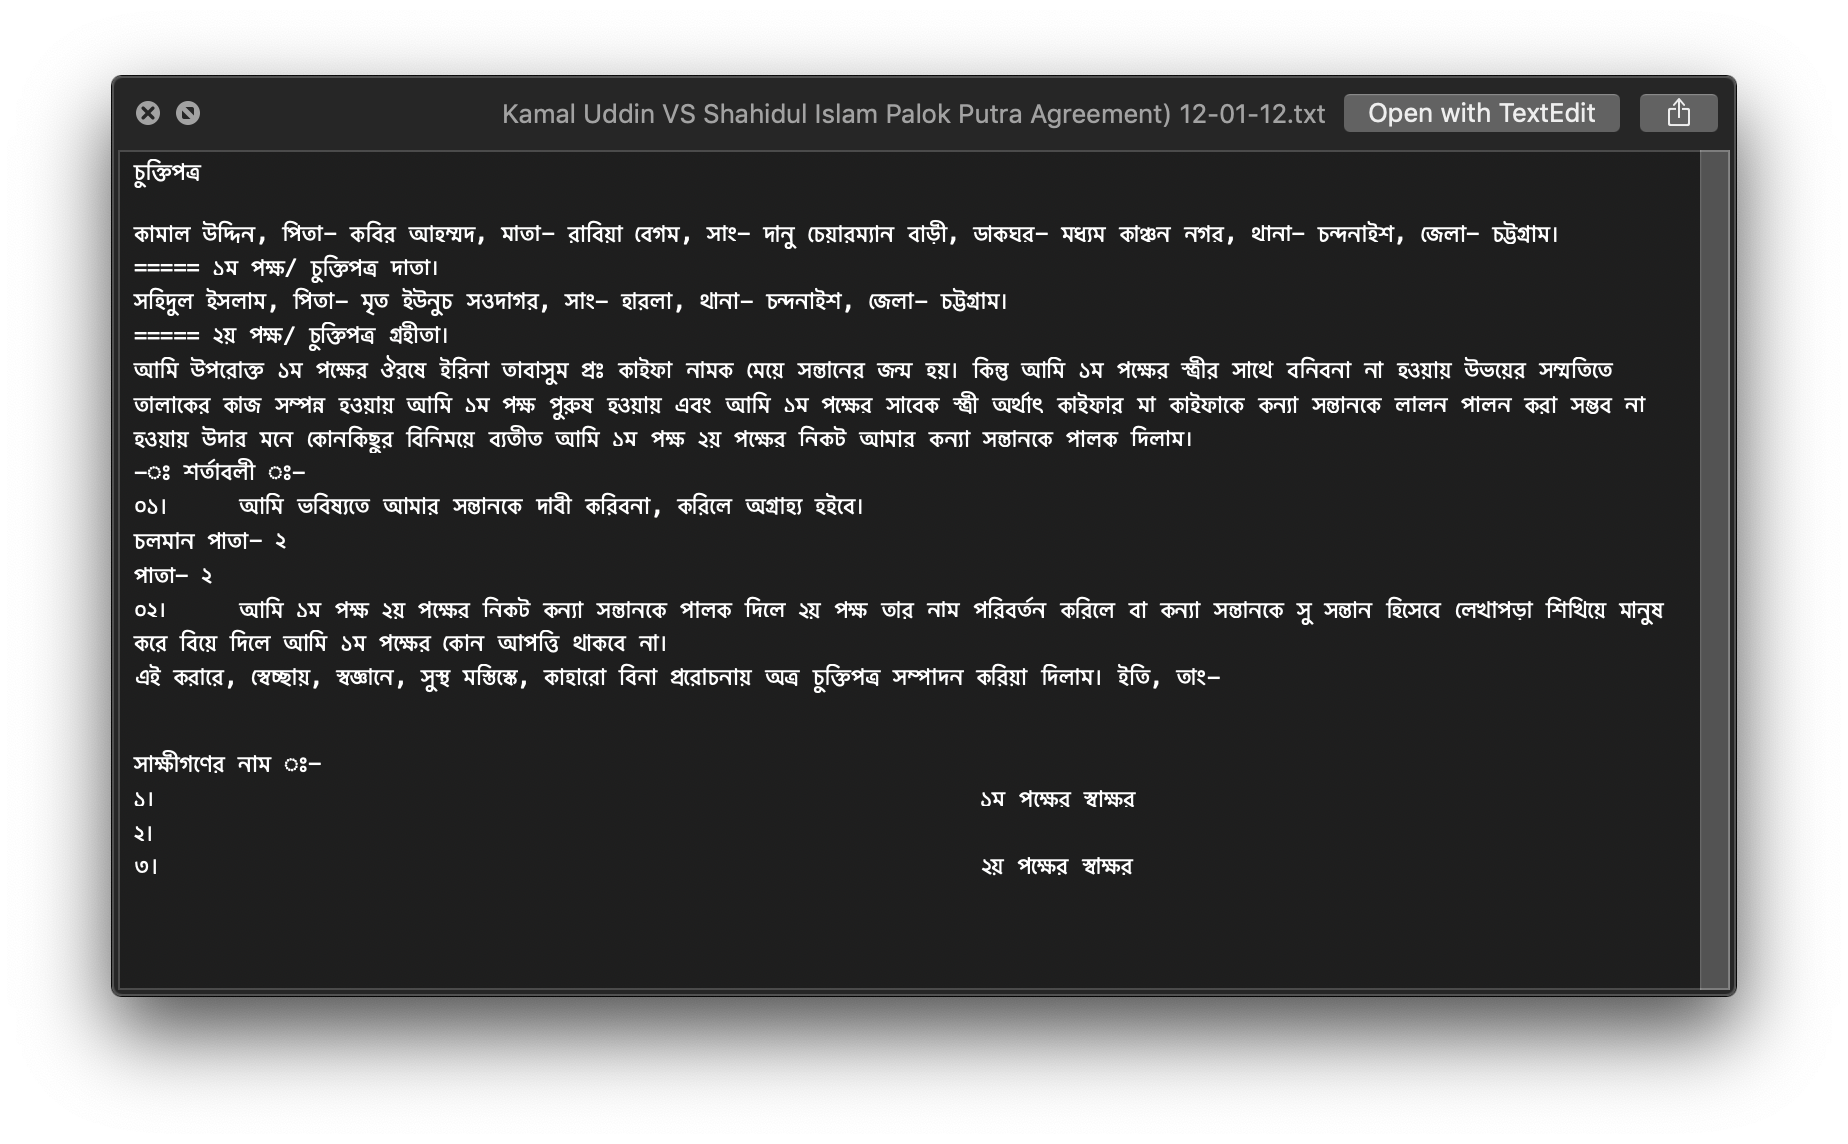 Kamal Uddin VS Shahidul Islam Palok Putra Agreement) 12-01-12.txt
Open with TextEdit
চুক্তিপত্র
কামাল উদ্দিন, পিতা– কবির আহম্মদ, মাতা– রাবিয়া বেগম, সাং– দানু চেয়ারম্যান বাড়ী, ডাকঘর– মধ্যম কাঞ্চন নগর, থানা– চন্দনাইশ, জেলা– চট্টগ্রাম।
===== ১ম পক্ষ/ চুক্তিপত্র দাতা।
সহিদুল ইসলাম, পিতা– মৃত ইউনুচ সওদাগর, সাং– হারলা, থানা– চন্দনাইশ, জেলা– চট্টগ্রাম।
===== ২য় পক্ষ/ চুক্তিপত্র গ্রহীতা।
আমি উপরোক্ত ১ম পক্ষের ঔরষে ইরিনা তাবাসুম প্রঃ কাইফা নামক মেয়ে সন্তানের জন্ম হয়। কিন্তু আমি ১ম পক্ষের স্ত্রীর সাথে বনিবনা না হওয়ায় উভয়ের সম্মতিতে
তালাকের কাজ সম্পন্ন হওয়ায় আমি ১ম পক্ষ পুরুষ হওয়ায় এবং আমি ১ম পক্ষের সাবেক স্ত্রী অর্থাৎ কাইফার মা কাইফাকে কন্যা সন্তানকে লালন পালন করা সম্ভব না
হওয়ায় উদার মনে কোনকিছুর বিনিময়ে ব্যতীত আমি ১ম পক্ষ ২য় পক্ষের নিকট আমার কন্যা সন্তানকে পালক দিলাম।
–ঃ শর্তাবলী ঃ–
০১। আমি ভবিষ্যতে আমার সন্তানকে দাবী করিবনা, করিলে অগ্রাহ্য হইবে।
চলমান পাতা– ২
পাতা– ২
০২। আমি ১ম পক্ষ ২য় পক্ষের নিকট কন্যা সন্তানকে পালক দিলে ২য় পক্ষ তার নাম পরিবর্তন করিলে বা কন্যা সন্তানকে সু সন্তান হিসেবে লেখাপড়া শিখিয়ে মানুষ
করে বিয়ে দিলে আমি ১ম পক্ষের কোন আপত্তি থাকবে না।
এই করারে, স্বেচ্ছায়, স্বজ্ঞানে, সুস্থ মস্তিস্কে, কাহারো বিনা প্ররোচনায় অত্র চুক্তিপত্র সম্পাদন করিয়া দিলাম। ইতি, তাং–
সাক্ষীগণের নাম ঃ–
১। ১ম পক্ষের স্বাক্ষর
২।
৩। ২য় পক্ষের স্বাক্ষর